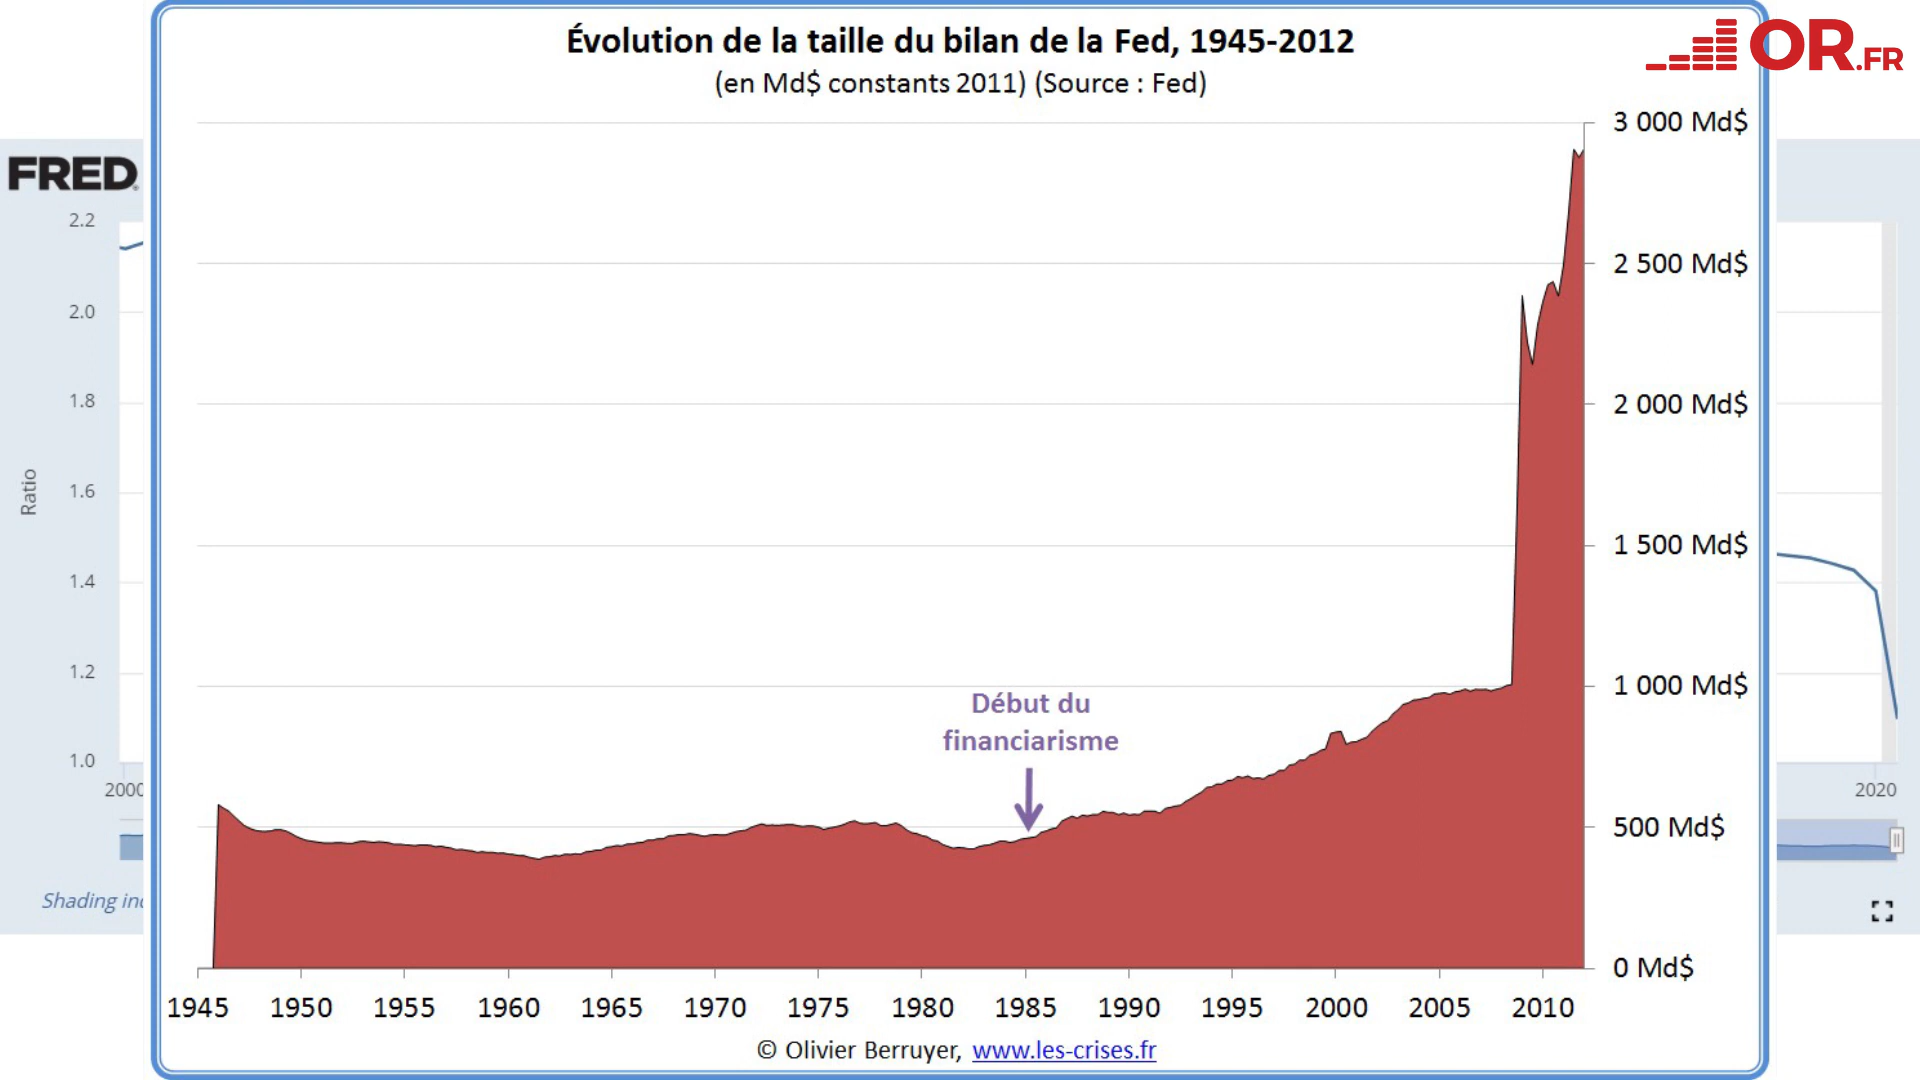 Évolution de la taille du bilan de la Fed, 1945-2012
(en Md$ constants 2011) (Source : Fed)
OR.FR
FRED
3 000 Md$
2 500 Md$
2 000 Md$
1 500 Md$
1 000 Md$
500 Md$
0 Md$
2.2
2.0
1.8
1.6
1.4
1.2
1.0
Ratio
2000
2020
Shading
Début du
financiarisme
1945 1950 1955 1960 1965 1970 1975 1980 1985 1990 1995 2000 2005 2010
© Olivier Berruyer, www.les-crises.fr